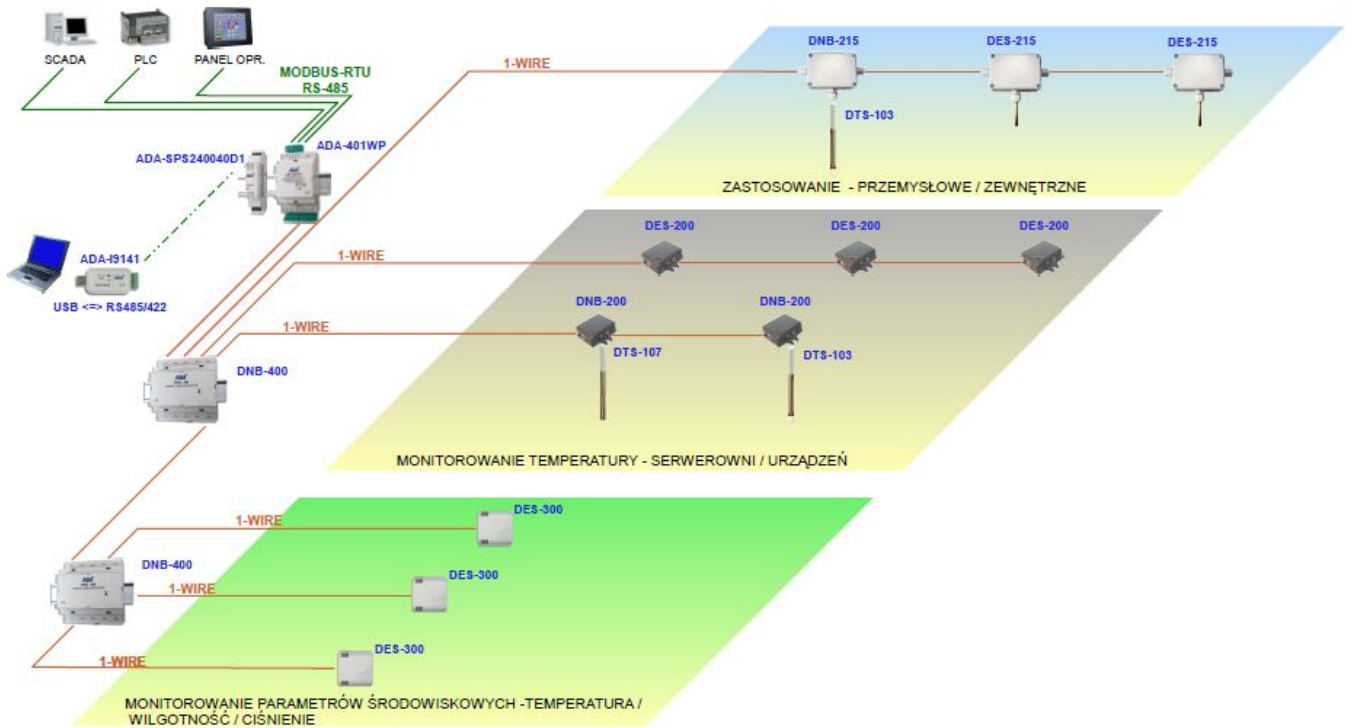 SCADA
PLC
PANEL OPR.
MODBUS-RTU
RS-485
ADA-SPS240040D1
ADA-401WP
ADA-I9141
USB <=> RS485/422
1-WIRE
DNB-215
DES-215
DES-215
DTS-103
ZASTOSOWANIE - PRZEMYSŁOWE / ZEWNĘTRZNE
1-WIRE
DES-200
DES-200
DES-200
1-WIRE
DNB-200
DNB-200
DTS-107
DTS-103
DNB-400
MONITOROWANIE TEMPERATURY - SERWEROWNI / URZĄDZEŃ
1-WIRE
DES-300
DNB-400
1-WIRE
DES-300
1-WIRE
DES-300
MONITOROWANIE PARAMETRÓW ŚRODOWISKOWYCH -TEMPERATURA /
WILGOTNOŚĆ / CIŚNIENIE